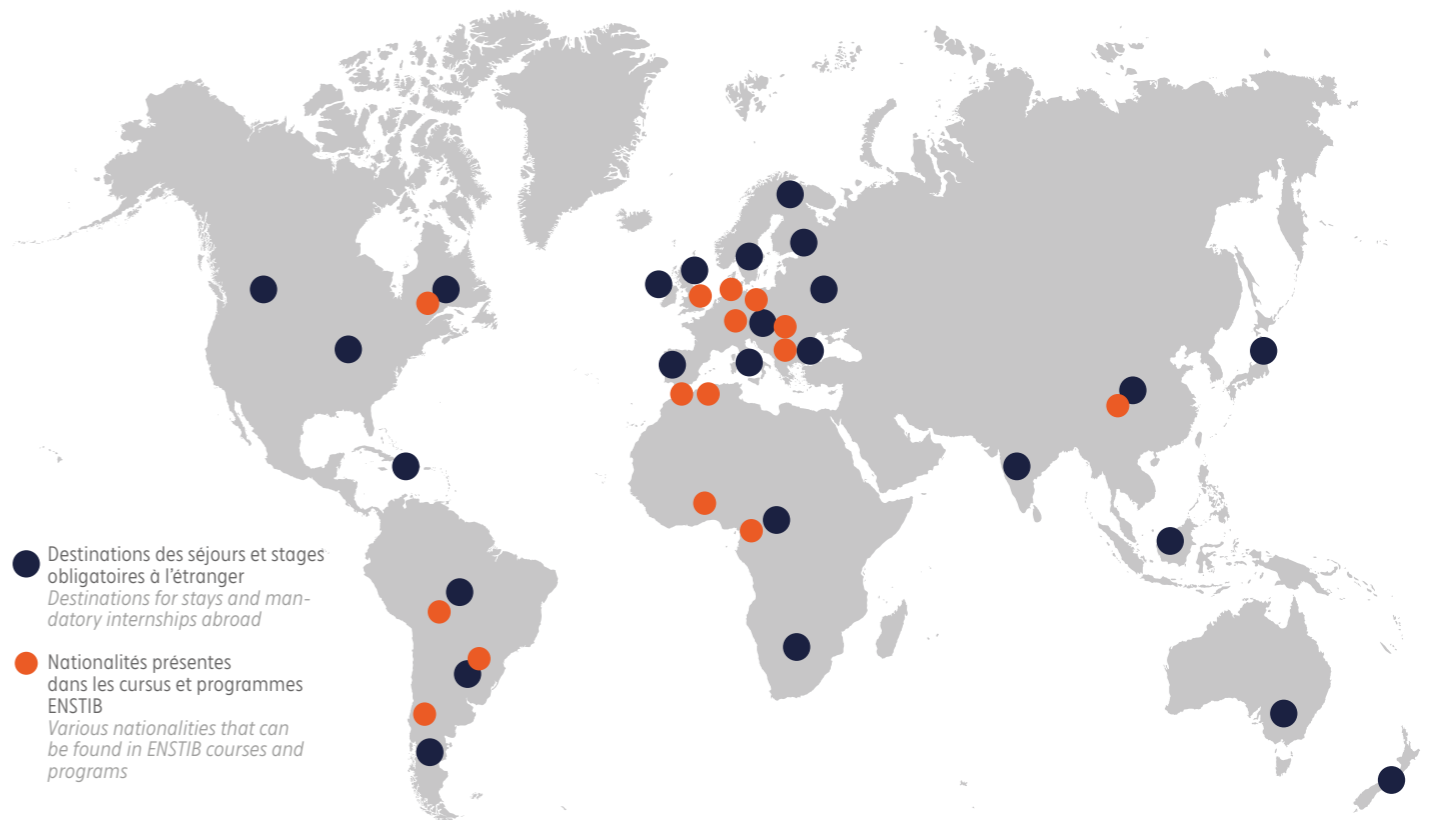 Destinations des séjours et stages
obligatoires à l’étranger
Destinations for stays and man-
datory internships abroad
Nationalités présentes
dans les cursus et programmes
ENSTIB
Various nationalities that can
be found in ENSTIB courses and
programs